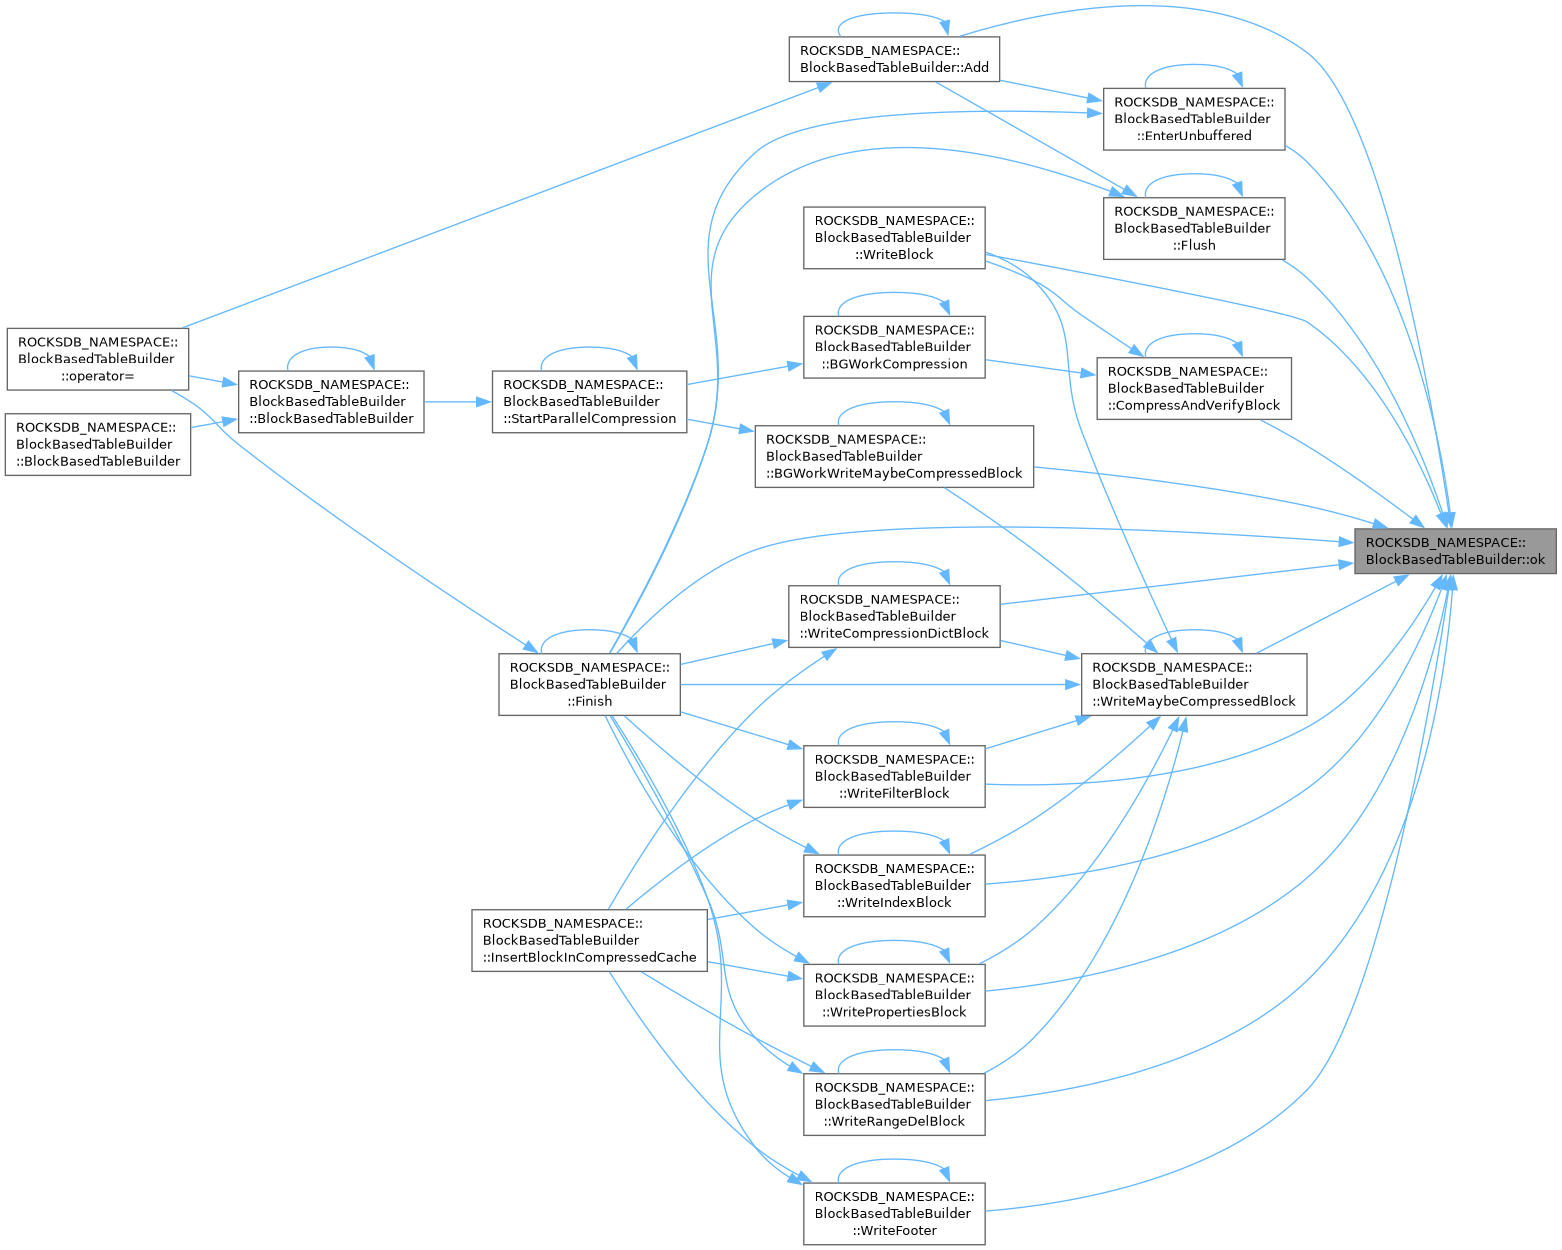 ROCKSDB_NAMESPACE::
BlockBasedTableBuilder::Add
ROCKSDB_NAMESPACE::
BlockBasedTableBuilder
::EnterUnbuffered
ROCKSDB_NAMESPACE::
BlockBasedTableBuilder
::Flush
ROCKSDB_NAMESPACE::
BlockBasedTableBuilder
::WriteBlock
ROCKSDB_NAMESPACE::
BlockBasedTableBuilder
::BGWorkCompression
ROCKSDB_NAMESPACE::
BlockBasedTableBuilder
::operator=
ROCKSDB_NAMESPACE::
BlockBasedTableBuilder
::CompressAndVerifyBlock
ROCKSDB_NAMESPACE::
BlockBasedTableBuilder
::BlockBasedTableBuilder
ROCKSDB_NAMESPACE::
BlockBasedTableBuilder
::StartParallelCompression
ROCKSDB_NAMESPACE::
BlockBasedTableBuilder
::BlockBasedTableBuilder
ROCKSDB_NAMESPACE::
BlockBasedTableBuilder
::BGWorkWriteMaybeCompressedBlock
ROCKSDB_NAMESPACE::
BlockBasedTableBuilder::ok
ROCKSDB_NAMESPACE::
BlockBasedTableBuilder
::WriteCompressionDictBlock
ROCKSDB_NAMESPACE::
BlockBasedTableBuilder
::Finish
ROCKSDB_NAMESPACE::
BlockBasedTableBuilder
::WriteMaybeCompressedBlock
ROCKSDB_NAMESPACE::
BlockBasedTableBuilder
::WriteFilterBlock
ROCKSDB_NAMESPACE::
BlockBasedTableBuilder
::WriteIndexBlock
ROCKSDB_NAMESPACE::
BlockBasedTableBuilder
::InsertBlockInCompressedCache
ROCKSDB_NAMESPACE::
BlockBasedTableBuilder
::WritePropertiesBlock
ROCKSDB_NAMESPACE::
BlockBasedTableBuilder
::WriteRangeDelBlock
ROCKSDB_NAMESPACE::
BlockBasedTableBuilder
::WriteFooter